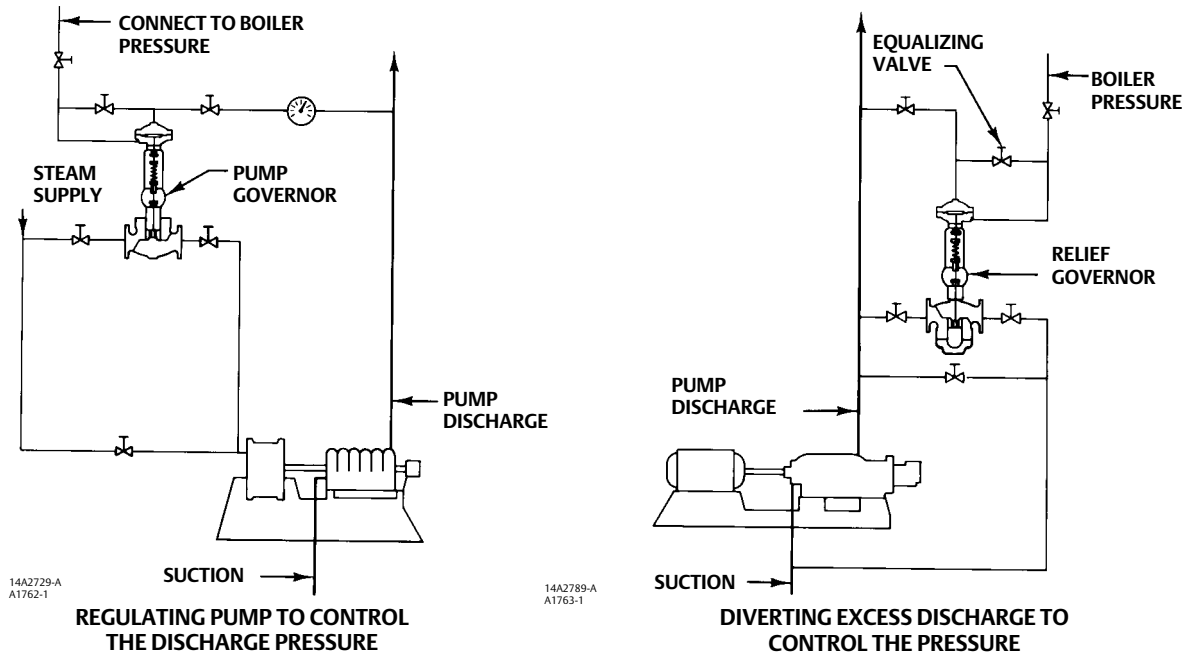 CONNECT TO BOILER
PRESSURE
STEAM
SUPPLY
PUMP
GOVERNOR
PUMP
DISCHARGE
SUCTION
14A2729-A
A1762-1
REGULATING PUMP TO CONTROL
THE DISCHARGE PRESSURE
EQUALIZING
VALVE
BOILER
PRESSURE
RELIEF
GOVERNOR
PUMP
DISCHARGE
SUCTION
14A2789-A
A1763-1
DIVERTING EXCESS DISCHARGE TO
CONTROL THE PRESSURE